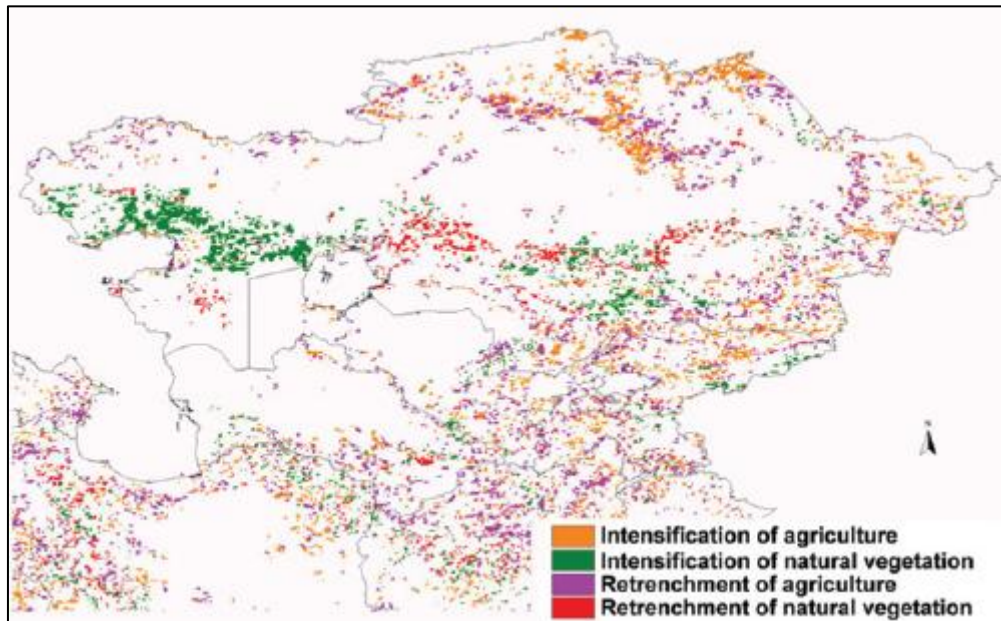 N
Intensification of agriculture
Intensification of natural vegetation
Retrenchment of agriculture
Retrenchment of natural vegetation